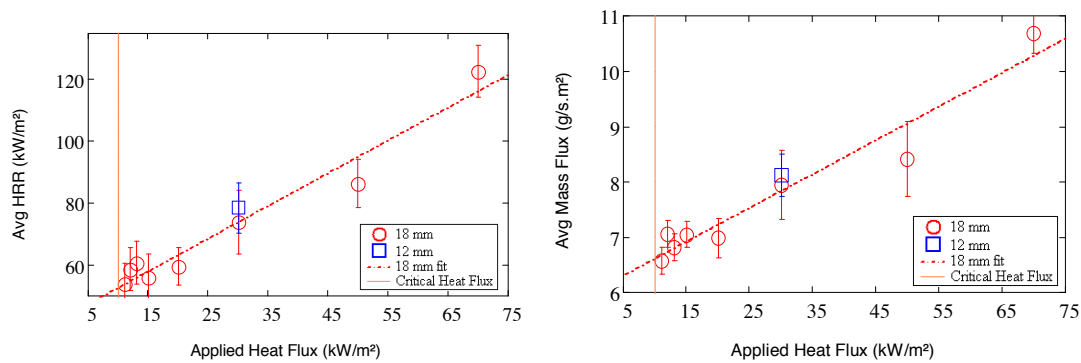 120
100
80
60
Avg HRR (kW/m²)
18 mm
12 mm
18 mm fit
Critical Heat Flux
5 15 25 35 45 55 65 75
Applied Heat Flux (kW/m²)
11
10
9
8
7
6
Avg Mass Flux (g/s.m²)
18 mm
12 mm
18 mm fit
Critical Heat Flux
5 15 25 35 45 55 65 75
Applied Heat Flux (kW/m²)